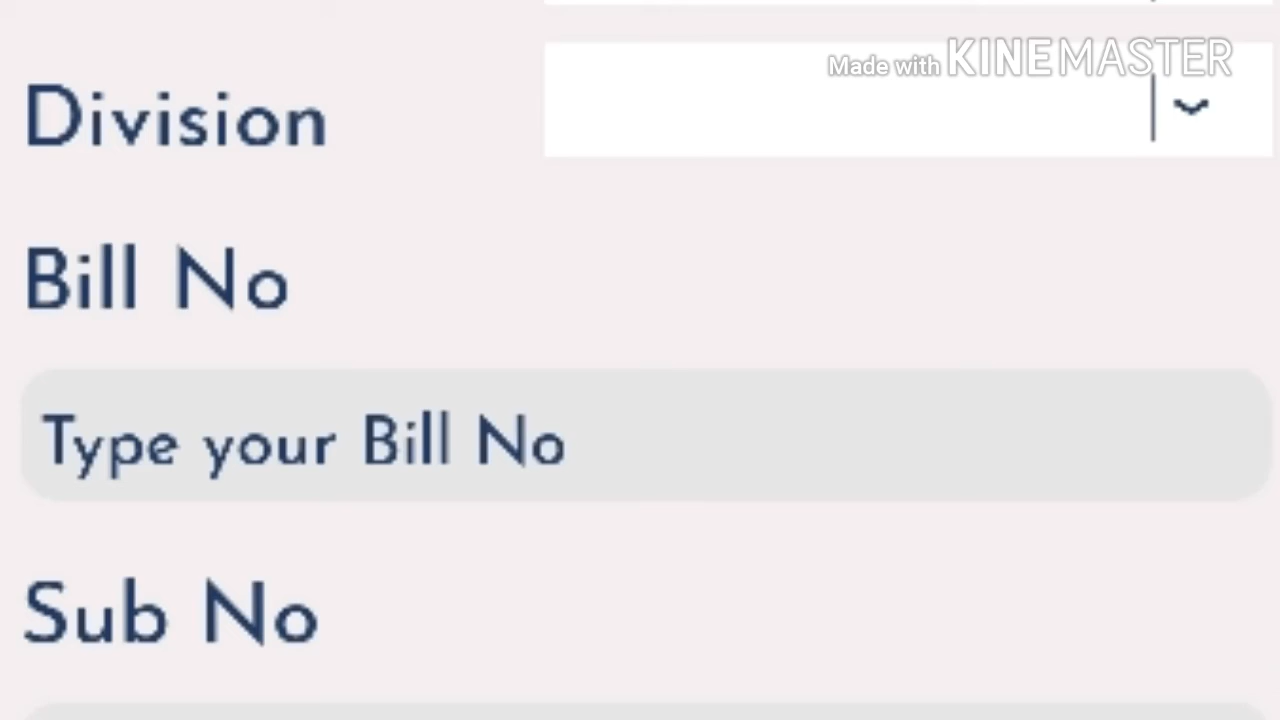 Made with KINEMASTER
Division
Bill No
Type your Bill No
Sub No